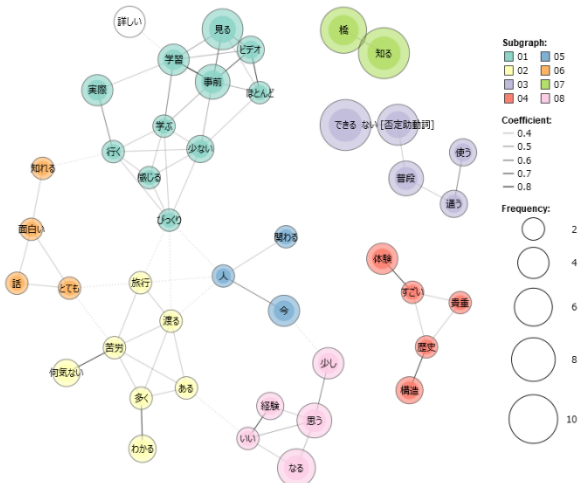 詳しい
見る
橋
知る
学習
ビデオ
事前
実際
ほとんど
できる
ない [否定助動詞]
学ぶ
行く
少ない
使う
知れる
感じる
普段
通う
びっくり
面白い
関わる
体験
話
とても
旅行
人
すごい
貴重
今
渡る
苦労
歴史
少し
何気ない
多く
ある
構造
経験
思う
いい
わかる
なる
Subgraph:
01 05
02 06
03 07
04 08
Coefficient:
0.4
0.5
0.6
0.7
0.8
Frequency:
2
4
6
8
10